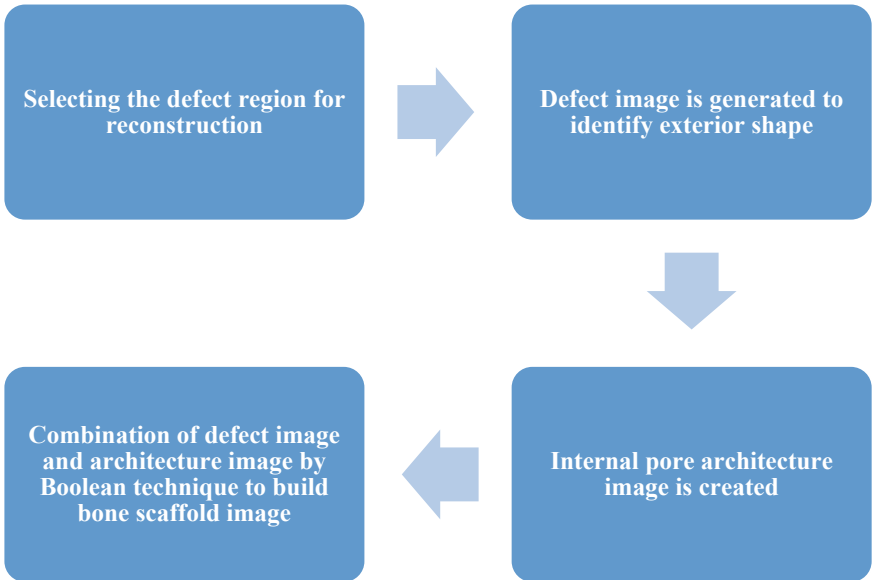 Selecting the defect region for
reconstruction
Defect image is generated to
identify exterior shape
Internal pore architecture
image is created
Combination of defect image
and architecture image by
Boolean technique to build
bone scaffold image